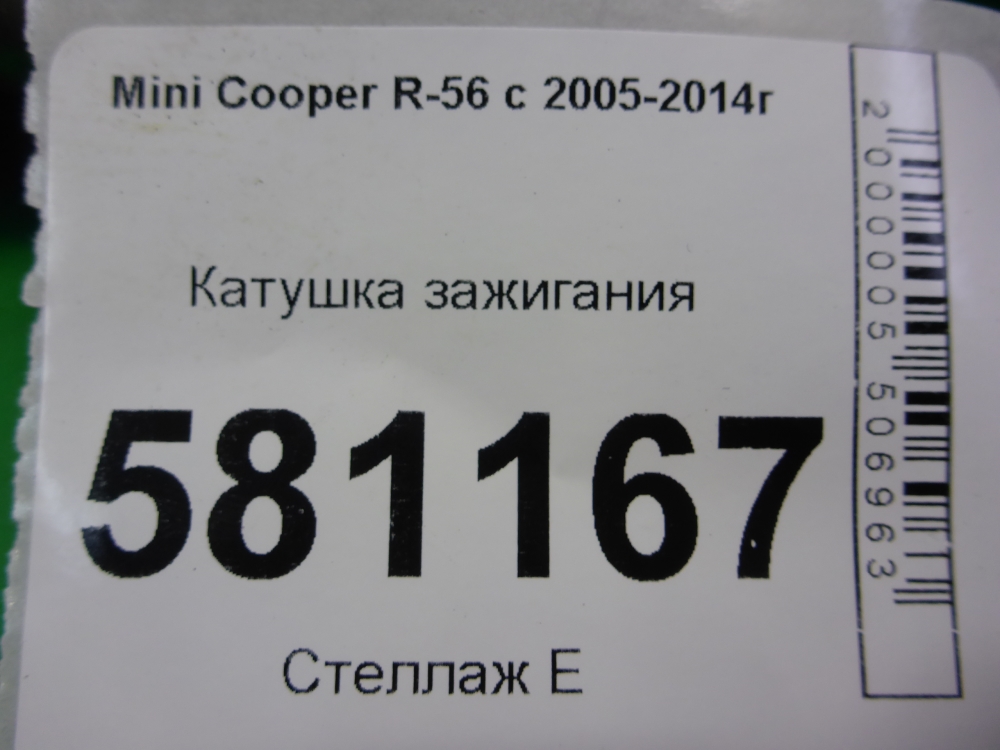 Mini Cooper R-56 с 2005-2014г
Катушка зажигания
581167
Стеллаж Е
2000005506963